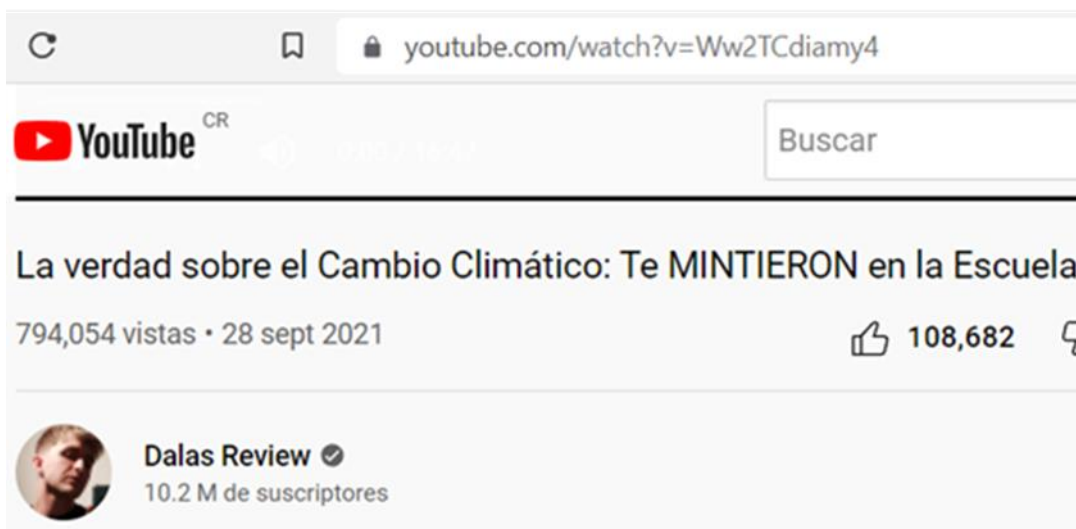 youtube.com/watch?v=Ww2TCdiamy4
YouTube CR
Buscar
La verdad sobre el Cambio Climático: Te MINTIERON en la Escuela
794,054 vistas • 28 sept 2021
108,682
Dalas Review
10.2 M de suscriptores